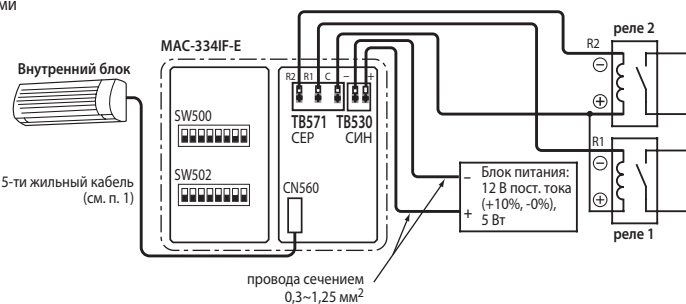 ми
реле 2
R2
MAC-334IF-E
Внутренний блок
R2 R1 C − +
−
+
SW500
TB571 TB530
СЕР СИН
R1
SW502
CN560
− Блок питания:
12 В пост. тока
(+10%, -0%),
+ 5 Вт
−
+
5-ти жильный кабель
(см. п. 1)
реле 1
провода сечением
0,3~1,25 мм²